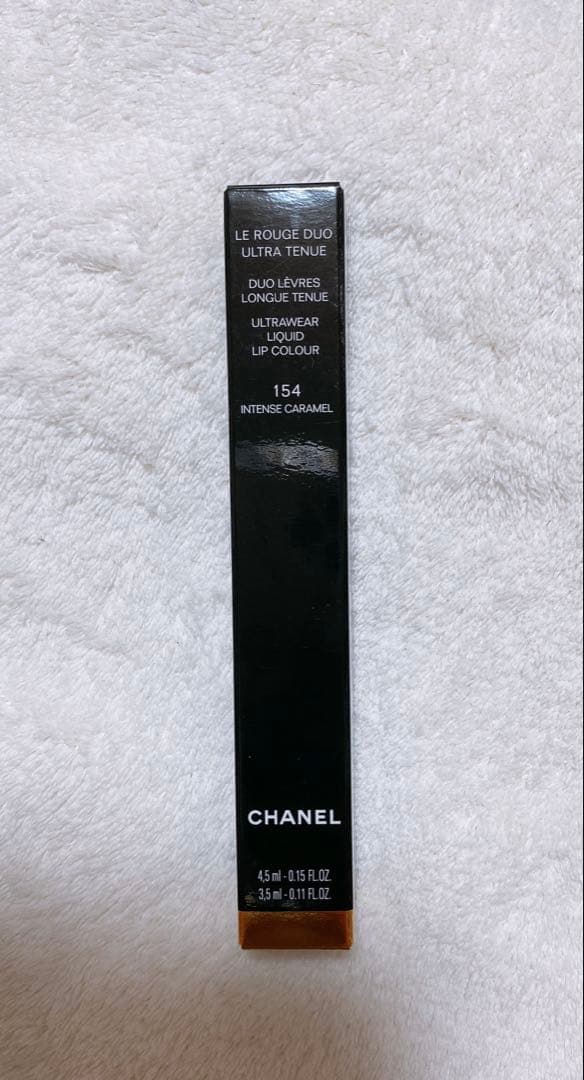 LE ROUGE DUO
ULTRA TENUE
DUO LÈVRES
LONGUE TENUE
ULTRAWEAR
LIQUID
LIP COLOUR
154
INTENSE CARAMEL
CHANEL
4,5 ml - 0.15 FL.OZ.
3,5 ml - 0.11 FL.OZ.